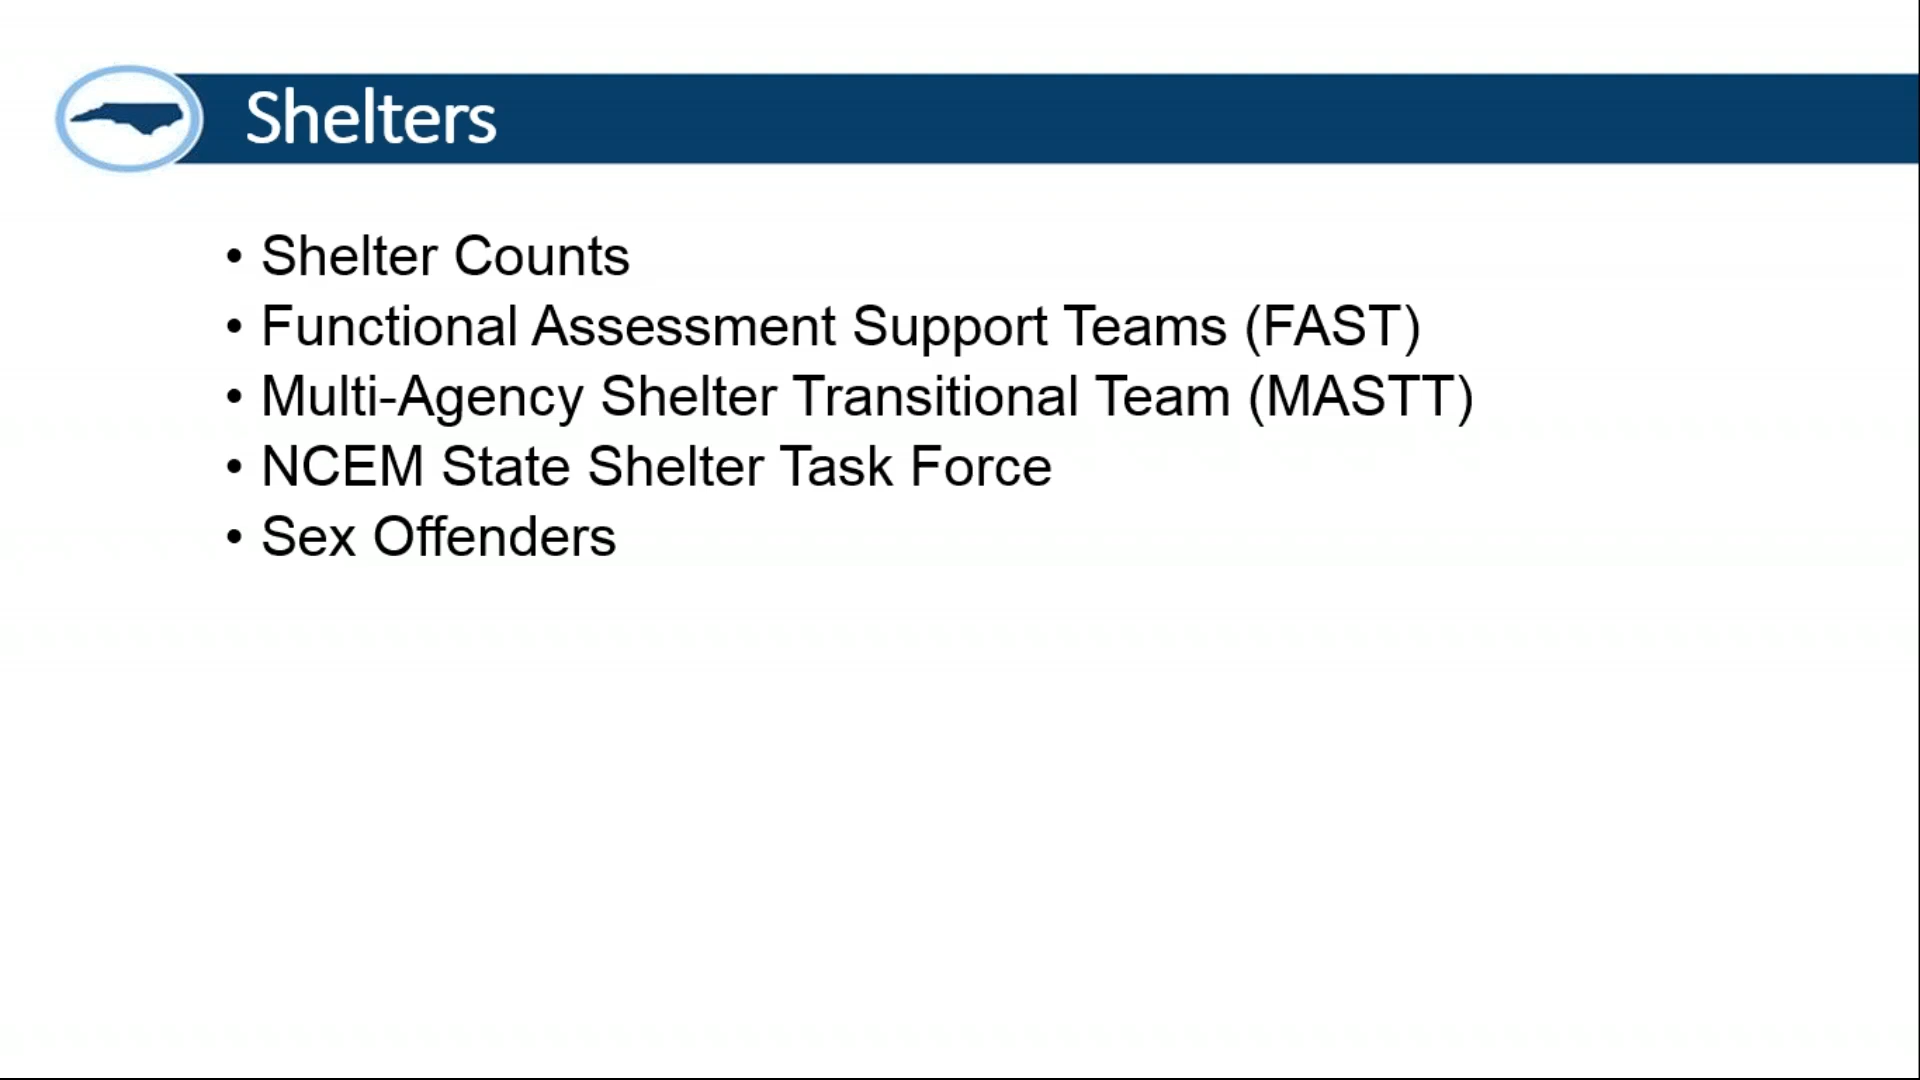 Shelters
• Shelter Counts
• Functional Assessment Support Teams (FAST)
• Multi-Agency Shelter Transitional Team (MASTT)
• NCEM State Shelter Task Force
• Sex Offenders